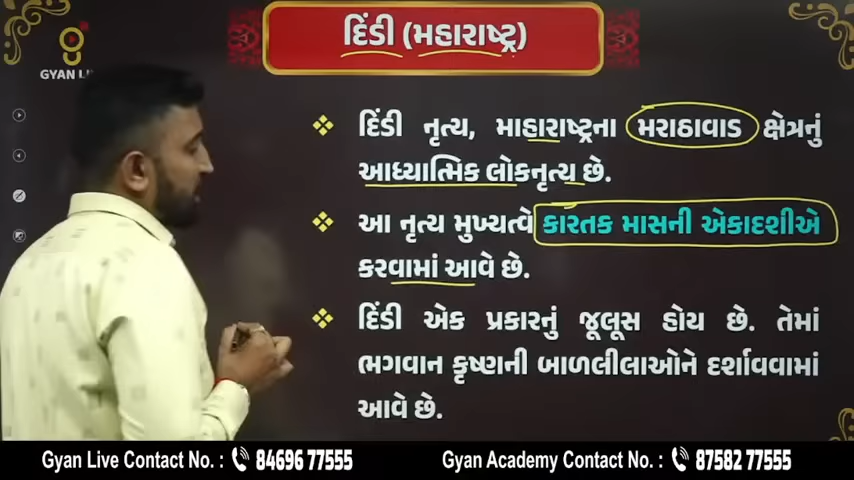 દિંડી (મહારાષ્ટ્ર)
GYAN LI
દિંડી નૃત્ય, માહારાષ્ટ્રના મરાઠાવાડ ક્ષેત્રનું
આધ્યાત્મિક લોકનૃત્ય છે.
આ નૃત્ય મુખ્યત્વે કારતક માસની એકાદશીએ
કરવામાં આવે છે.
દિંડી એક પ્રકારનું જૂલૂસ હોય છે. તેમાં
ભગવાન કૃષ્ણની બાળલીલાઓને દર્શાવવામાં
આવે છે.
Gyan Live Contact No. : 84696 77555
Gyan Academy Contact No. : 87582 77555